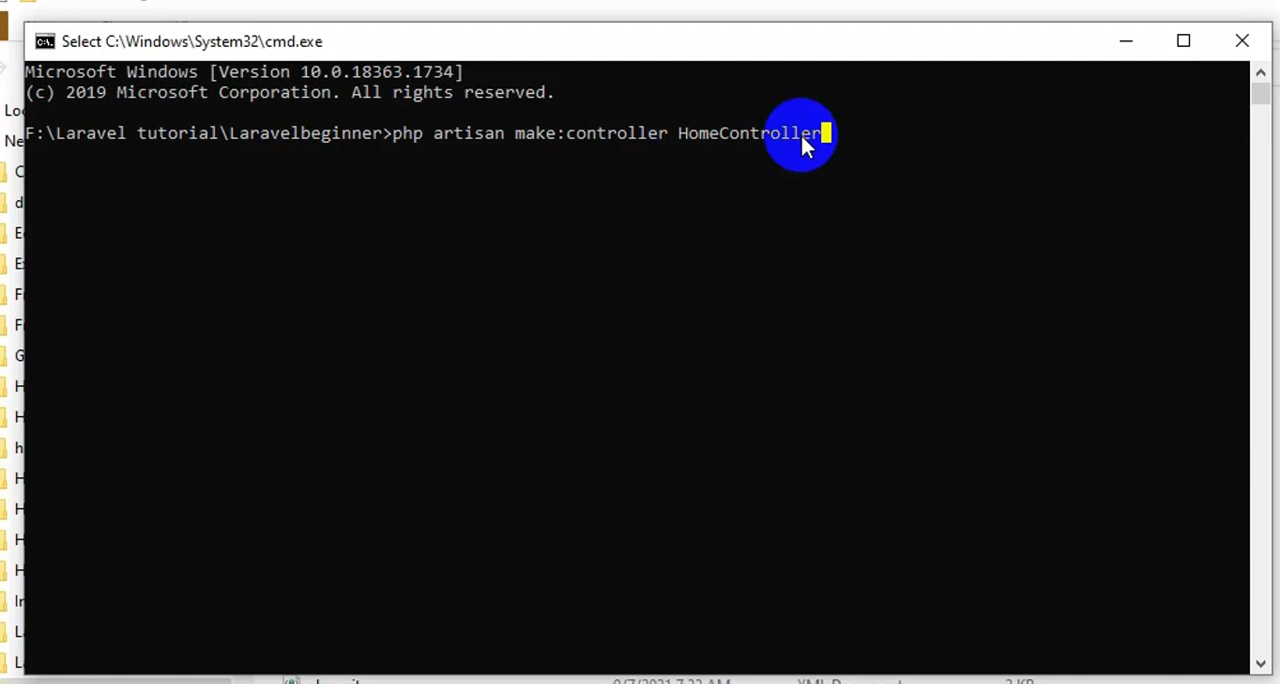 Select C:\Windows\System32\cmd.exe
Microsoft Windows [Version 10.0.18363.1734]
(c) 2019 Microsoft Corporation. All rights reserved.
F:\Laravel tutorial\Laravelbeginner>php artisan make:controller HomeController